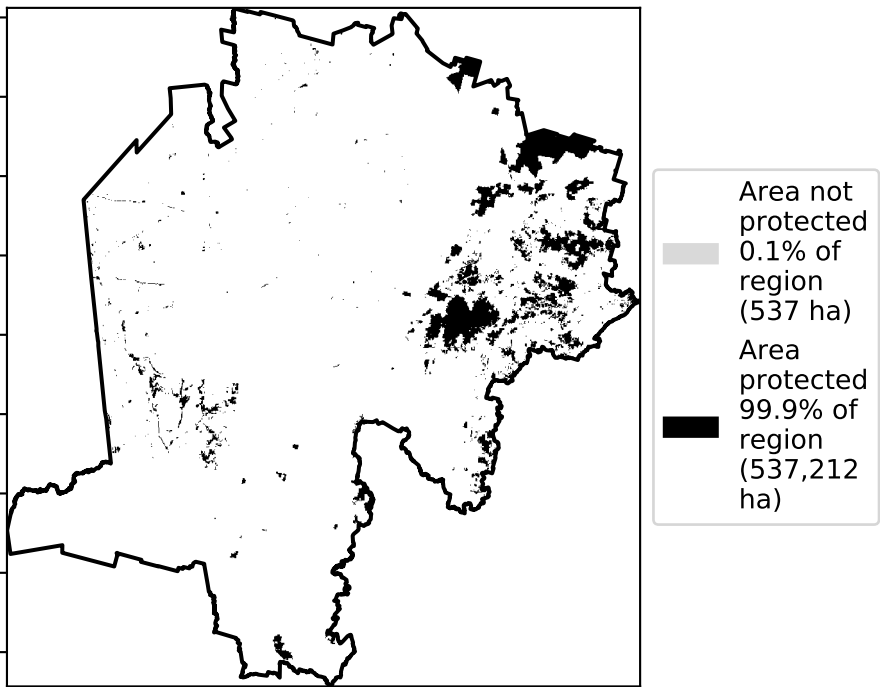 Area not
protected
0.1% of
region
(537 ha)
Area
protected
99.9% of
region
(537,212
ha)